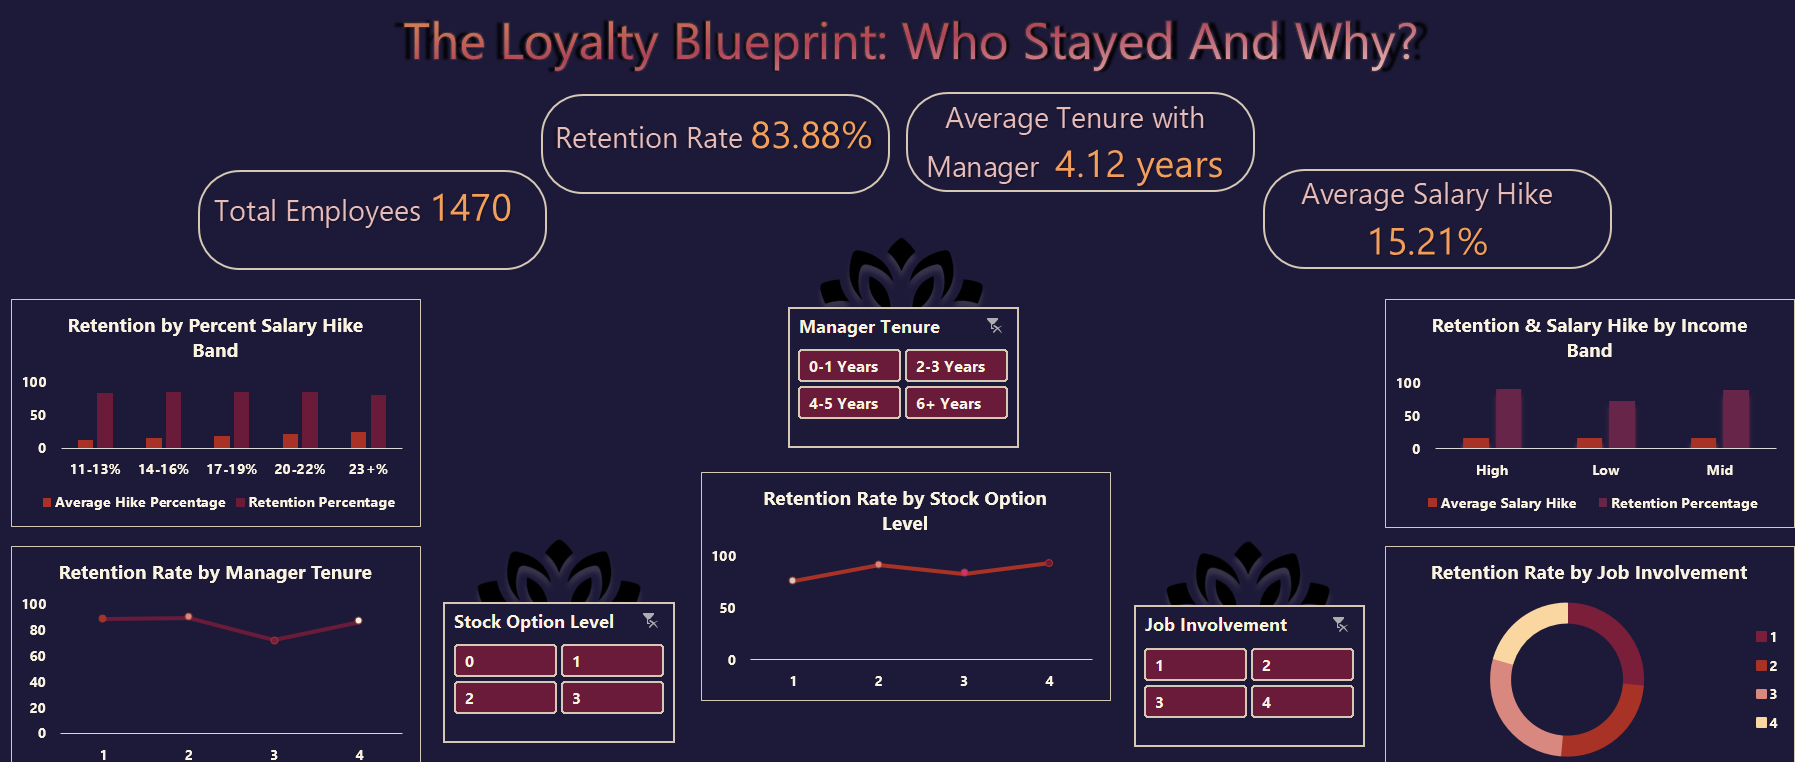 The Loyalty Blueprint: Who Stayed And Why?
Total Employees 1470
Retention Rate 83.88%
Average Tenure with
Manager 4.12 years
Average Salary Hike
15.21%
Retention by Percent Salary Hike
Band
100
50
0
11-13% 14-16% 17-19% 20-22% 23+%
Average Hike Percentage Retention Percentage
Manager Tenure
0-1 Years 2-3 Years
4-5 Years 6+ Years
Retention & Salary Hike by Income
Band
100
50
0
High Low Mid
Average Salary Hike Retention Percentage
Retention Rate by Manager Tenure
100
80
60
40
20
0
1 2 3 4
Stock Option Level
0 1
2 3
Retention Rate by Stock Option
Level
100
50
0
1 2 3 4
Job Involvement
1 2
3 4
Retention Rate by Job Involvement
1
2
3
4